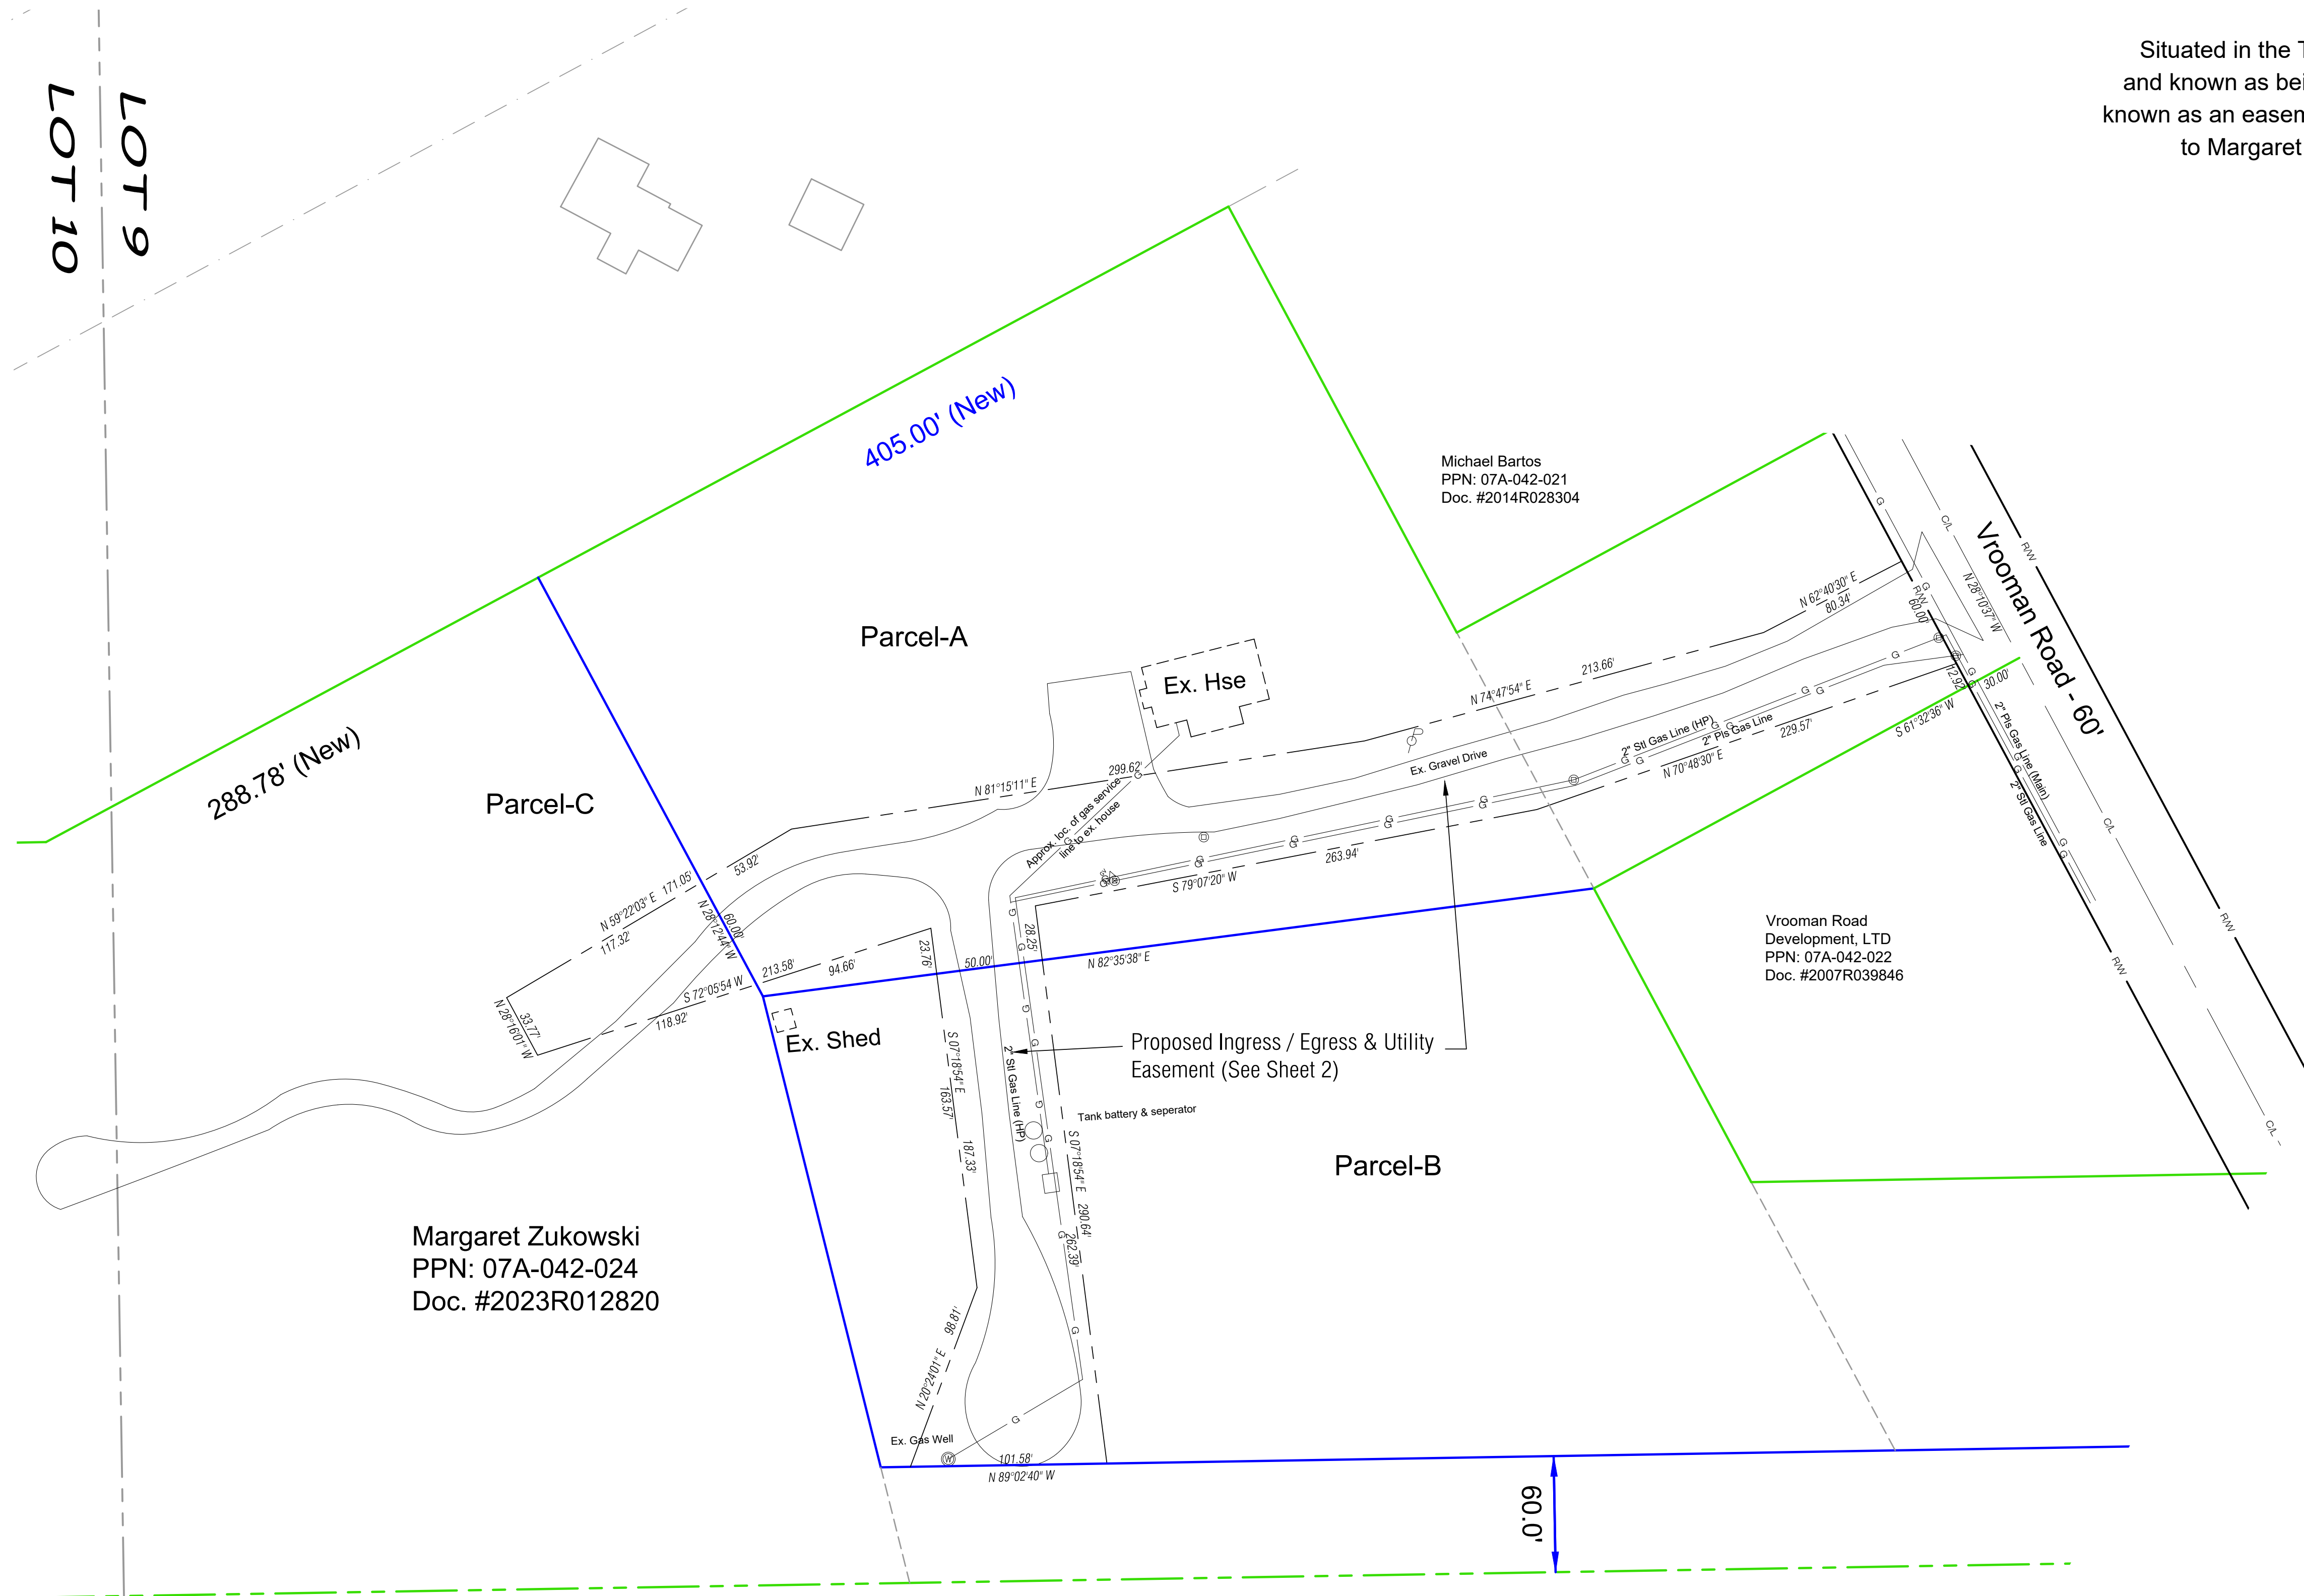 LOT 9
LOT 10
Situated in the T
and known as bei
known as an easem
to Margaret
405.00' (New)
288.78' (New)
Michael Bartos
PPN: 07A-042-021
Doc. #2014R028304
Parcel-A
Ex. Hse
Parcel-C
N 62°40'30" E
80.34'
213.66'
N 74°47'54" E
R/W
60.00'
N 28°10'37" W
C/L
R/W
Vrooman Road - 60'
12.92'
30.00'
S 61°32'36" W
2" Pls Gas Line (Main)
2" Stl Gas Line
2" Stl Gas Line (HP)
2" Pls Gas Line
229.57'
N 70°48'30" E
Ex. Gravel Drive
299.62'
N 81°15'11" E
Approx. loc. of gas service
line to ex. house
53.92'
171.05'
N 59°22'03" E
117.32'
N 28°12'44" W
60.00'
263.94'
S 79°07'20" W
28.25'
23.76'
50.00'
N 82°35'38" E
213.58'
94.66'
S 72°05'54 W
118.92'
33.77'
N 28°16'01" W
Vrooman Road
Development, LTD
PPN: 07A-042-022
Doc. #2007R039846
Ex. Shed
Proposed Ingress / Egress & Utility
Easement (See Sheet 2)
S 07°18'54" E
163.57'
187.33'
2" Stl Gas Line (HP)
Tank battery & seperator
S 07°18'54" E
290.64'
262.39'
Parcel-B
Margaret Zukowski
PPN: 07A-042-024
Doc. #2023R012820
98.81'
N 20°24'01" E
Ex. Gas Well
W
101.58'
N 89°02'40" W
60.0'
C/L
R/W
R/W
C/L